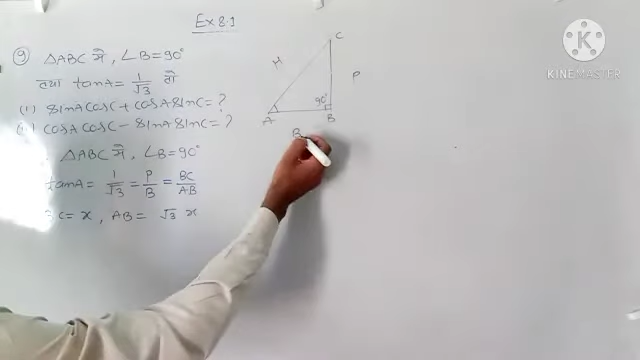 Ex 8.1
⑨ △ABC में, ∠B=90°
तथा tanA = 1/√3 तो
(i) sinA cosC + cosA sinC = ?
cosA cosC − sinA sinC = ?
△ABC में, ∠B=90°
tanA = 1/√3 = P/B = BC/AB
C = x, AB = √3 x
C
H
P
90°
A
B
B
KINEMASTER